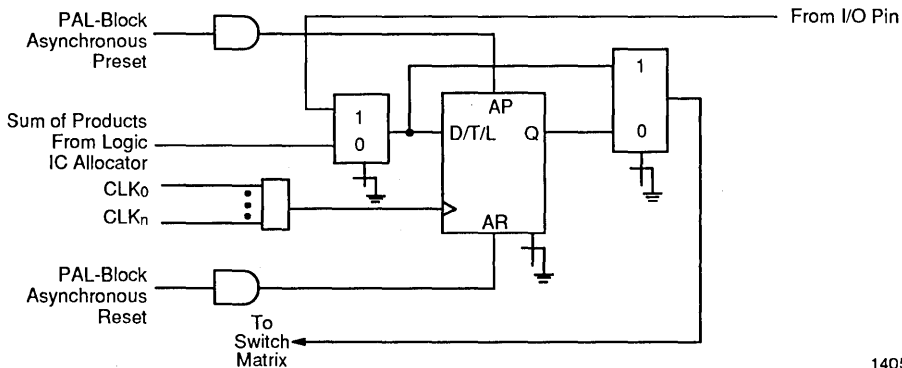 PAL-Block
Asynchronous
Preset
From I/O Pin
Sum of Products
From Logic
IC Allocator
1
0
AP
D/T/L Q
AR
1
0
CLK0
CLKn
PAL-Block
Asynchronous
Reset
To
Switch
Matrix
1405